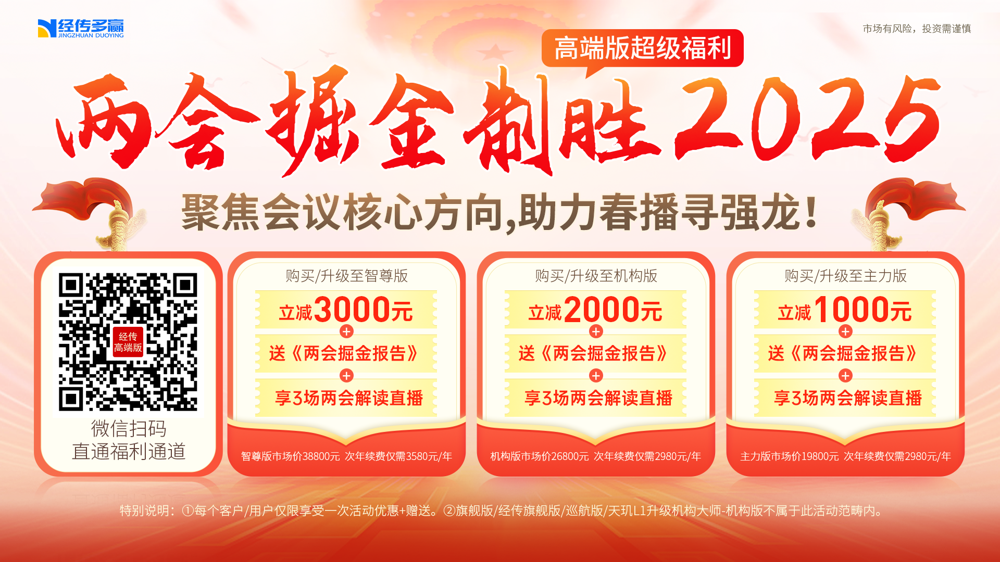 经传多赢
JINGZHUAN DUOYING
市场有风险，投资需谨慎
高端版超级福利
两会掘金制胜2025
聚焦会议核心方向,助力春播寻强龙！
经传
高端版
微信扫码
直通福利通道
购买/升级至智尊版
立减3000元
+
送《两会掘金报告》
+
享3场两会解读直播
智尊版市场价38800元 次年续费仅需3580元/年
购买/升级至机构版
立减2000元
+
送《两会掘金报告》
+
享3场两会解读直播
机构版市场价26800元 次年续费仅需2980元/年
购买/升级至主力版
立减1000元
+
送《两会掘金报告》
+
享3场两会解读直播
主力版市场价19800元 次年续费仅需2980元/年
特别说明：①每个客户/用户仅限享受一次活动优惠+赠送。②旗舰版/经传旗舰版/巡航版/天玑L1升级机构大师-机构版不属于此活动范畴内。